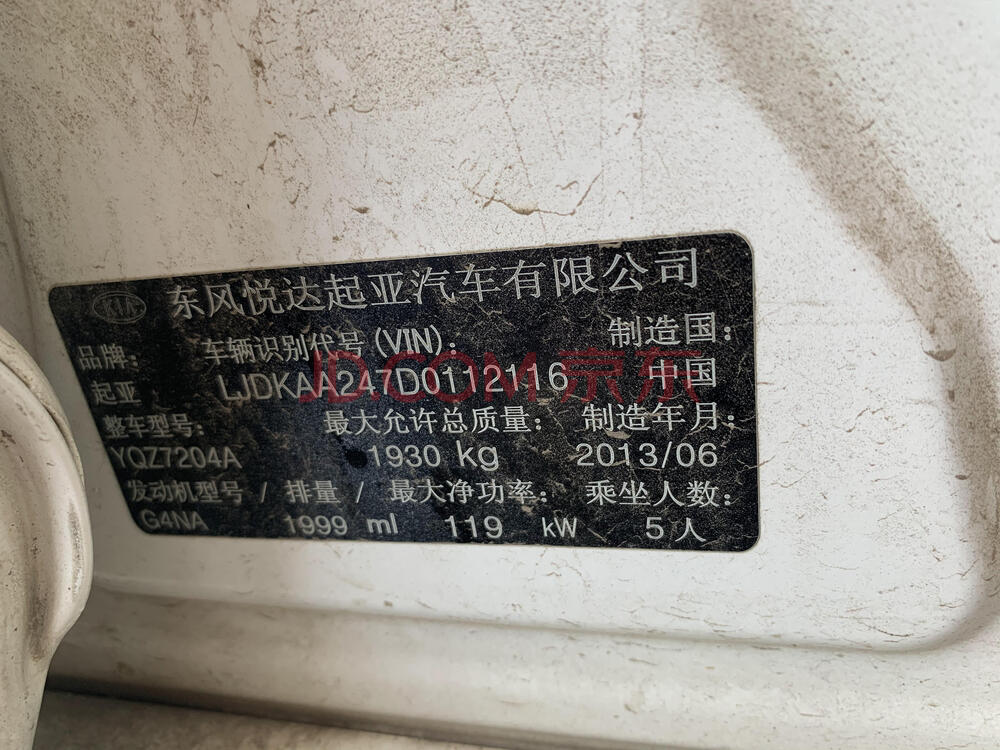 KIA 东风悦达起亚汽车有限公司
品牌： 车辆识别代号(VIN)： 制造国：
起亚 LJDKAA247D0112116 中国
整车型号： 最大允许总质量： 制造年月：
YQZ7204A 1930 kg 2013/06
发动机型号 / 排量 / 最大净功率： 乘坐人数：
G4NA 1999 ml 119 kW 5人
JD.COM 京东